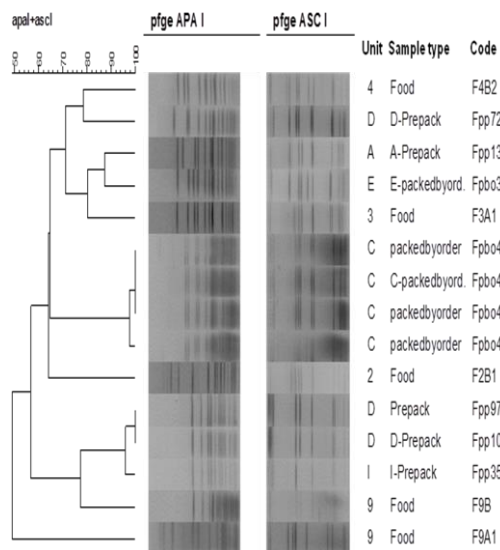 apaI+ascI pfge APA I pfge ASC I
50 60 70 80 90 100
Unit Sample type Code
4 Food F4B2
D D-Prepack Fpp72
A A-Prepack Fpp13
E E-packedbyord. Fpbo3
3 Food F3A1
C packedbyorder Fpbo4
C C-packedbyord. Fpbo4
C packedbyorder Fpbo4
C packedbyorder Fpbo4
2 Food F2B1
D Prepack Fpp97
D D-Prepack Fpp10
I I-Prepack Fpp35
9 Food F9B
9 Food F9A1